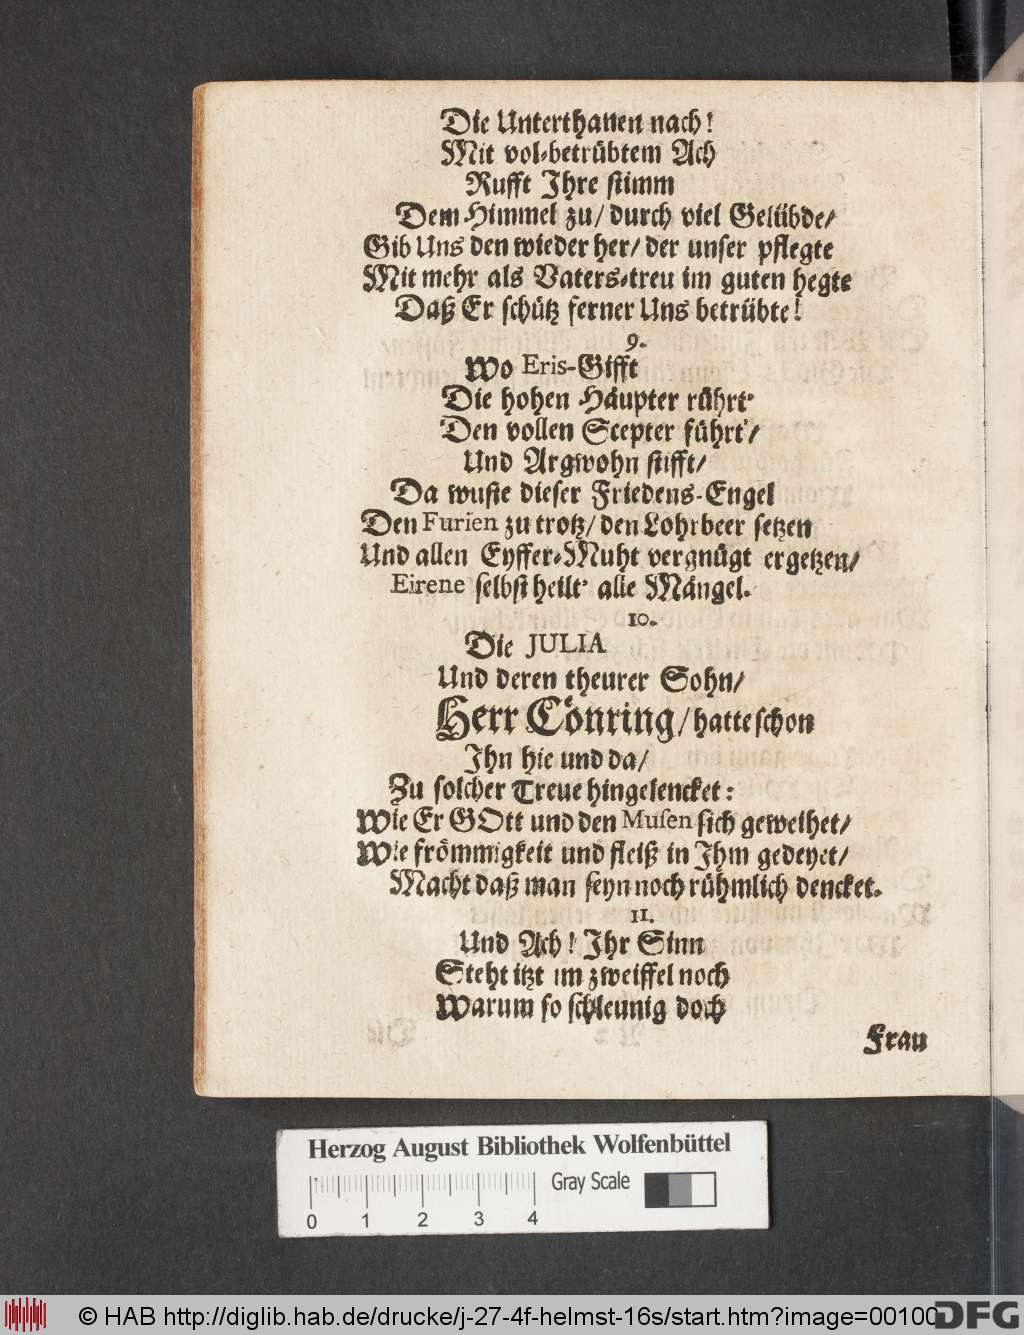 Die Unterthanen nach!
Mit vol-betrübtem Ach
Rufft Ihre stimm
Dem Himmel zu/ durch viel Gelübde/
Gib Uns den wieder her/ der unser pflegte
Mit mehr als Vaters-treu im guten hegte
Daß Er schütz ferner Uns betrübte!
9.
Wo Eris-Gifft
Die hohen Häupter rührt'
Den vollen Scepter führt'/
Und Argwohn stifft/
Da wuste dieser Friedens-Engel
Den Furien zu trotz/ den Lohrbeer setzen
Und allen Eyffer-Muht vergnügt ergetzen/
Eirene selbst heilt' alle Mängel.
10.
Die JULIA
Und deren theurer Sohn/
Herr Conring/ hatte schon
Ihn hie und da/
Zu solcher Treue hingelencket:
Wie Er GOtt und den Musen sich geweihet/
Wie frömmigkeit und fleiß in Ihm gedeyet/
Macht daß man seyn noch rühmlich dencket.
11.
Und Ach! Ihr Sinn
Steht itzt im zweiffel noch
Warum so schleunig doch
Frau
Herzog August Bibliothek Wolfenbüttel
Gray Scale
0 1 2 3 4
© HAB http://diglib.hab.de/drucke/j-27-4f-helmst-16s/start.htm?image=00100
DFG